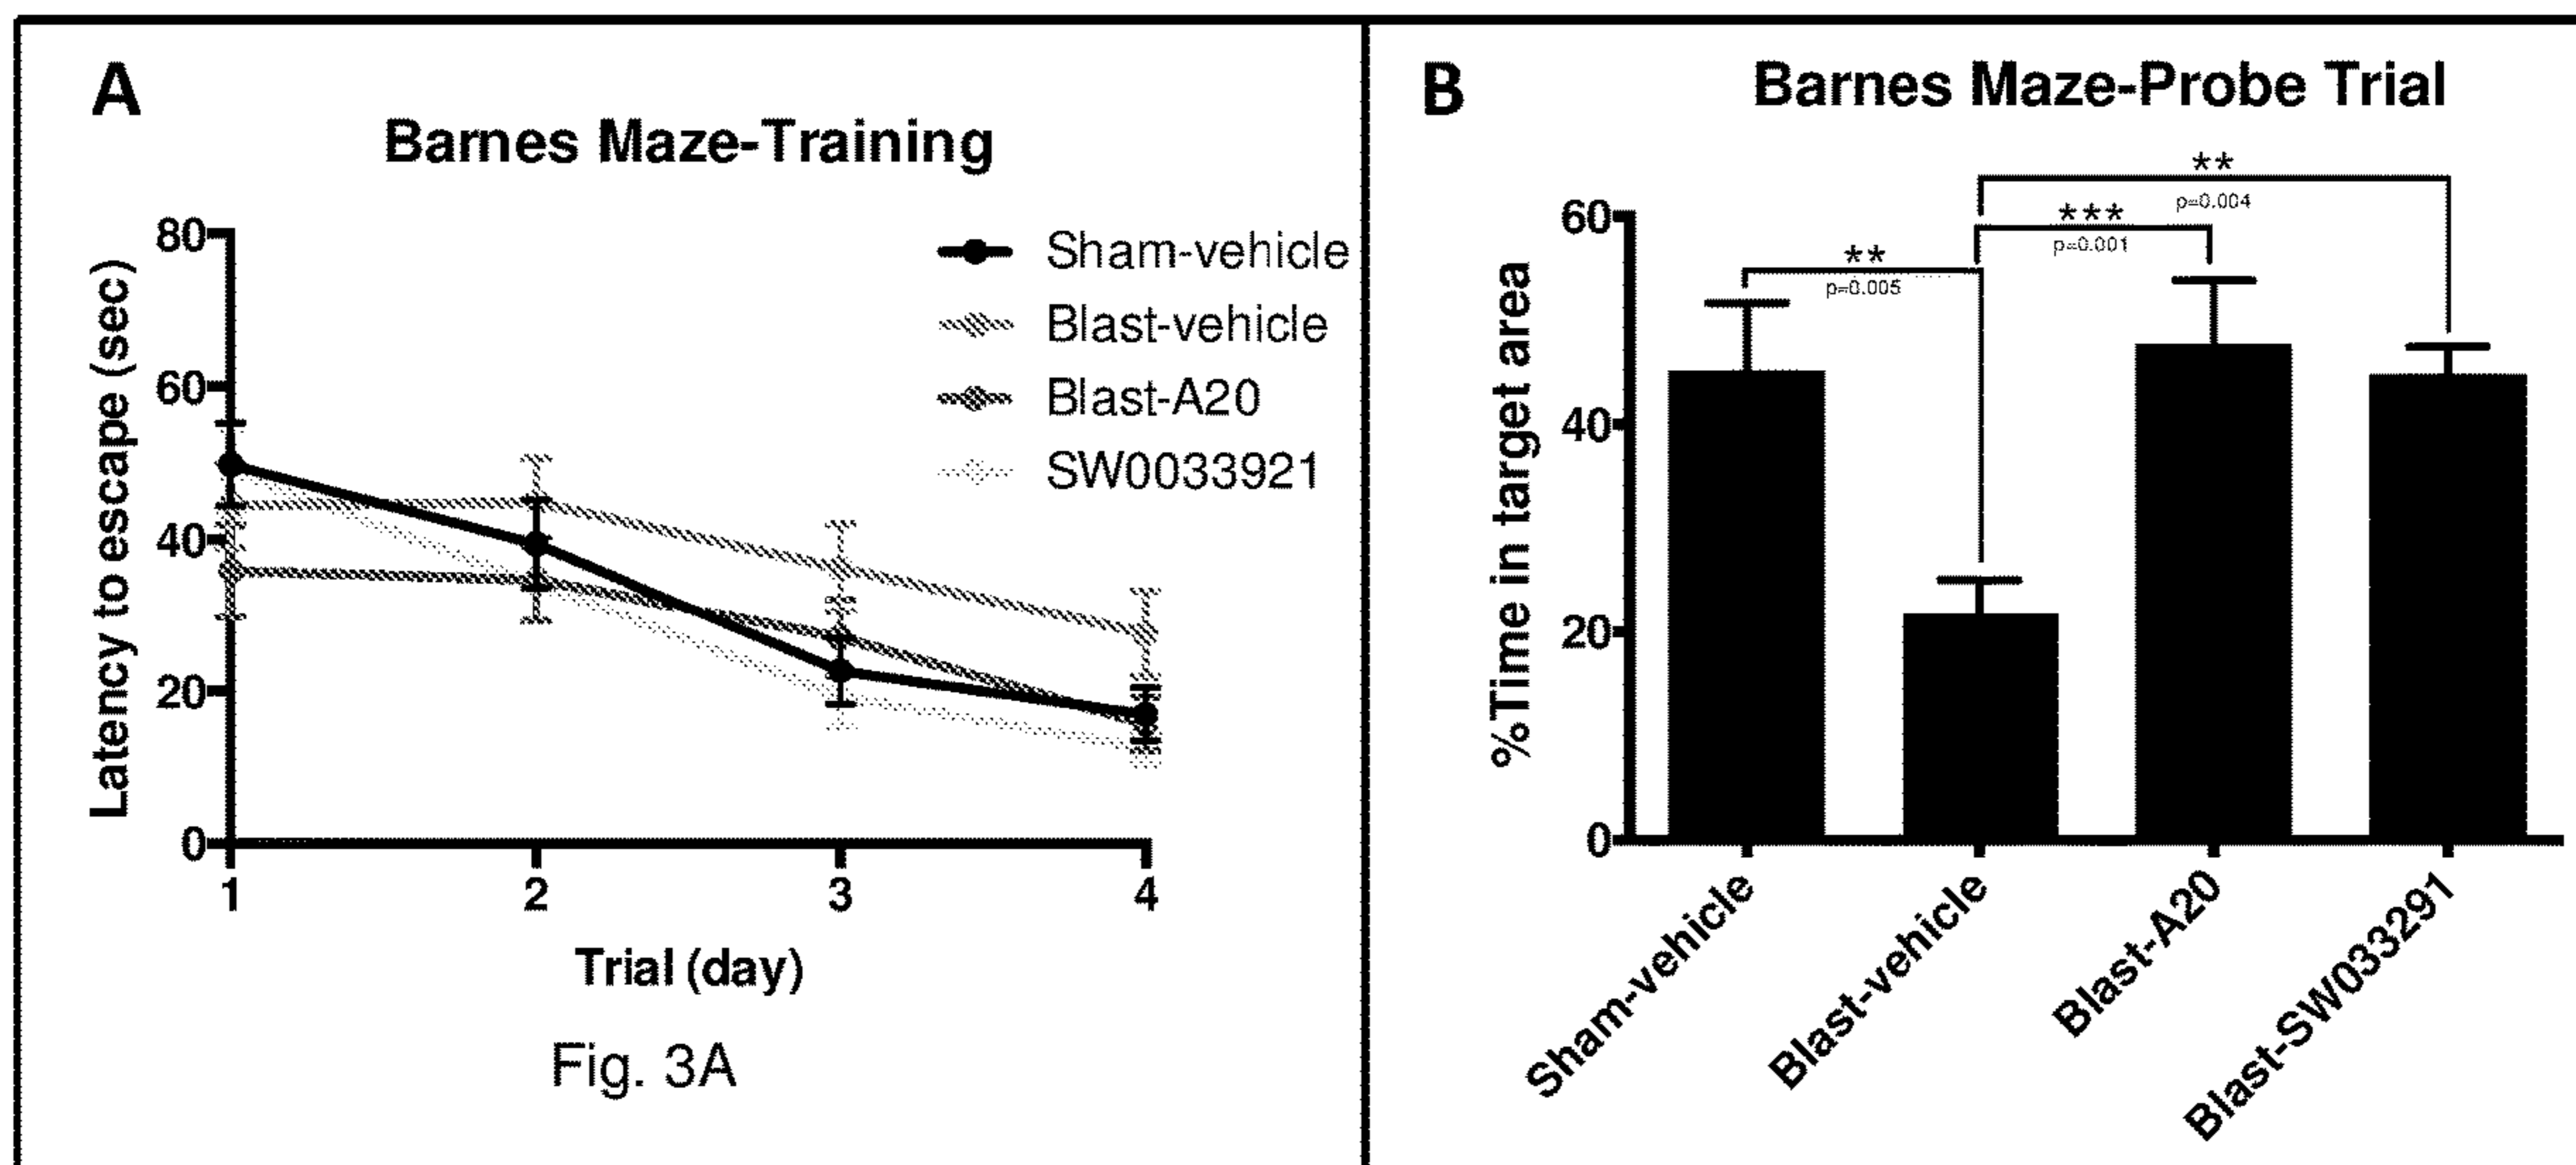 A
Barnes Maze-Training
Latency to escape (sec)
80
60
40
20
0
1 2 3 4
Trial (day)
Sham-vehicle
Blast-vehicle
Blast-A20
SW0033921
Fig. 3A
B
Barnes Maze-Probe Trial
%Time in target area
60
40
20
0
**
p=0.004
***
p=0.001
**
p=0.005
Sham-vehicle
Blast-vehicle
Blast-A20
Blast-SW033291